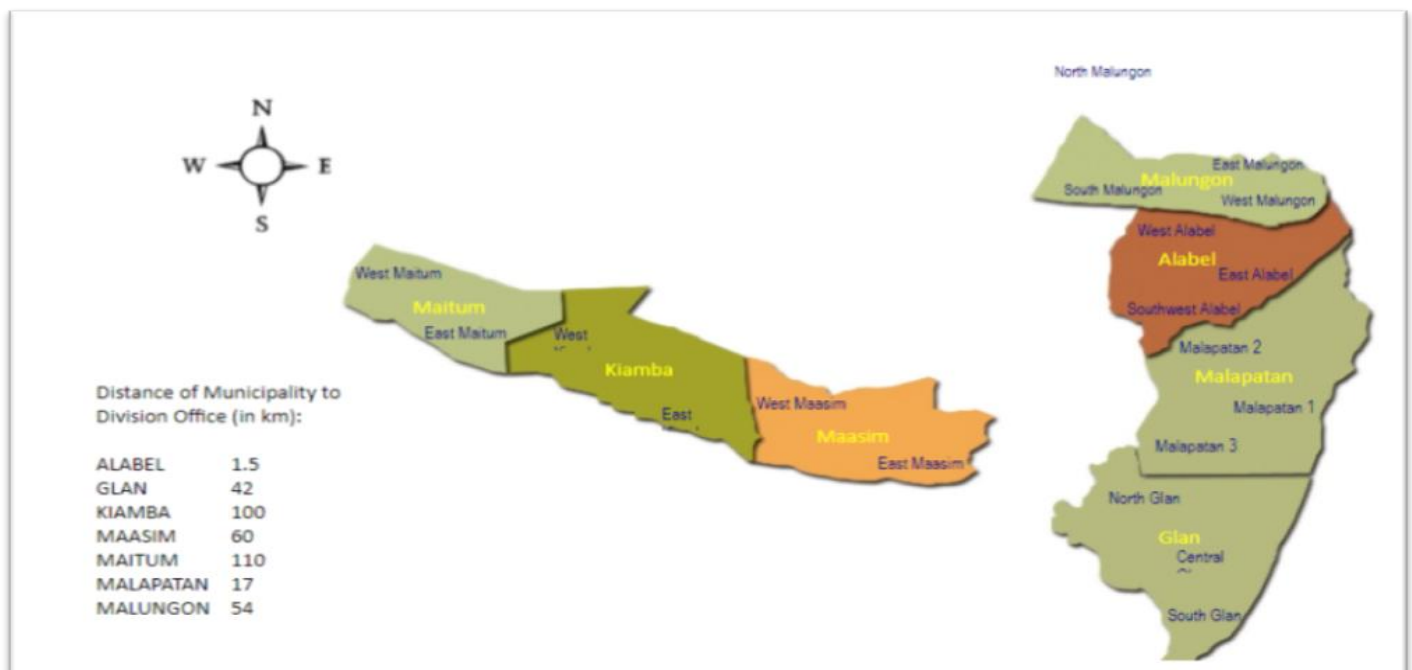 North Malungon
N
W E
S
East Malungon
Malungon
South Malungon
West Malungon
West Alabel
Alabel
East Alabel
Southwest Alabel
West Maitum
Maitum
East Maitum
West
Kiamba
East
West Maasim
Maasim
East Maasim
Malapatan 2
Malapatan
Malapatan 1
Malapatan 3
North Glan
Glan
Central
South Glan
Distance of Municipality to
Division Office (in km):
ALABEL 1.5
GLAN 42
KIAMBA 100
MAASIM 60
MAITUM 110
MALAPATAN 17
MALUNGON 54